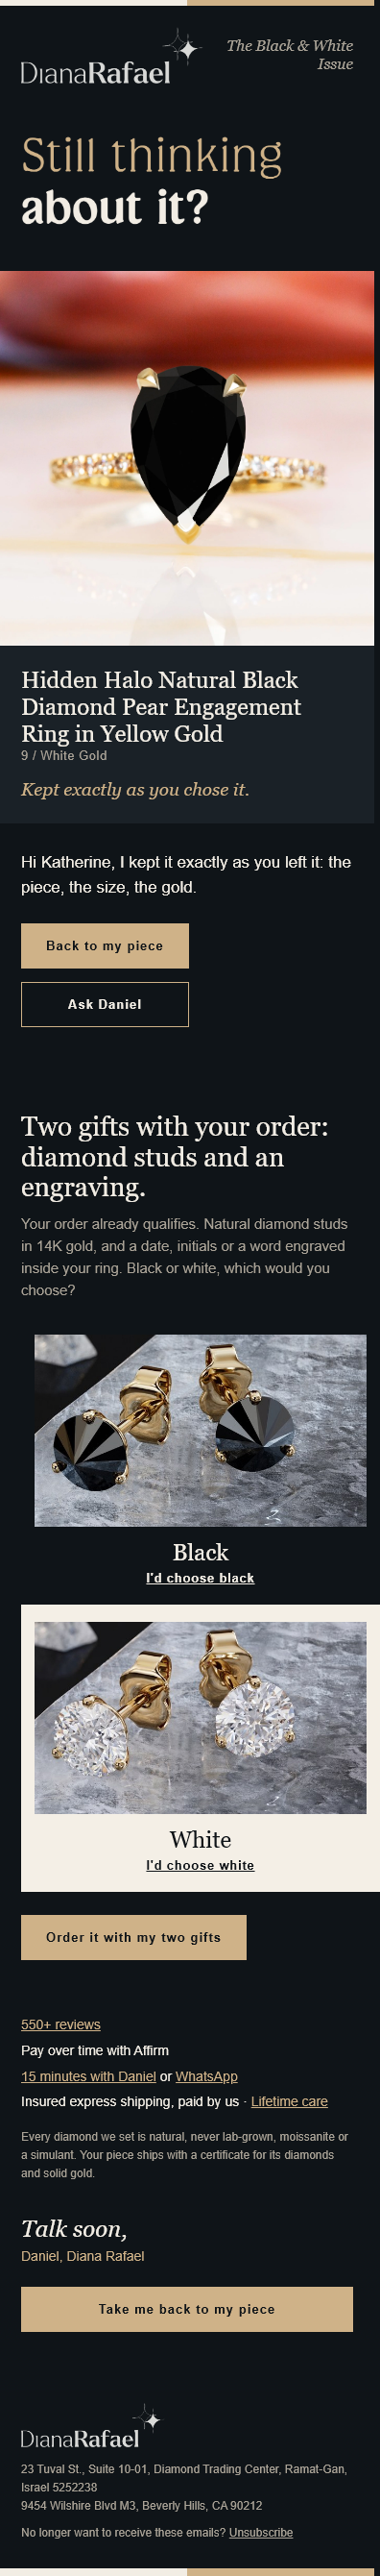 DianaRafael
The Black & White
Issue
Still thinking
about it?
Hidden Halo Natural Black
Diamond Pear Engagement
Ring in Yellow Gold
9 / White Gold
Kept exactly as you chose it.
Hi Katherine, I kept it exactly as you left it: the
piece, the size, the gold.
Back to my piece
Ask Daniel
Two gifts with your order:
diamond studs and an
engraving.
Your order already qualifies. Natural diamond studs
in 14K gold, and a date, initials or a word engraved
inside your ring. Black or white, which would you
choose?
Black
I'd choose black
White
I'd choose white
Order it with my two gifts
550+ reviews
Pay over time with Affirm
15 minutes with Daniel or WhatsApp
Insured express shipping, paid by us · Lifetime care
Every diamond we set is natural, never lab-grown, moissanite or
a simulant. Your piece ships with a certificate for its diamonds
and solid gold.
Talk soon,
Daniel, Diana Rafael
Take me back to my piece
DianaRafael
23 Tuval St., Suite 10-01, Diamond Trading Center, Ramat-Gan,
Israel 5252238
9454 Wilshire Blvd M3, Beverly Hills, CA 90212
No longer want to receive these emails? Unsubscribe